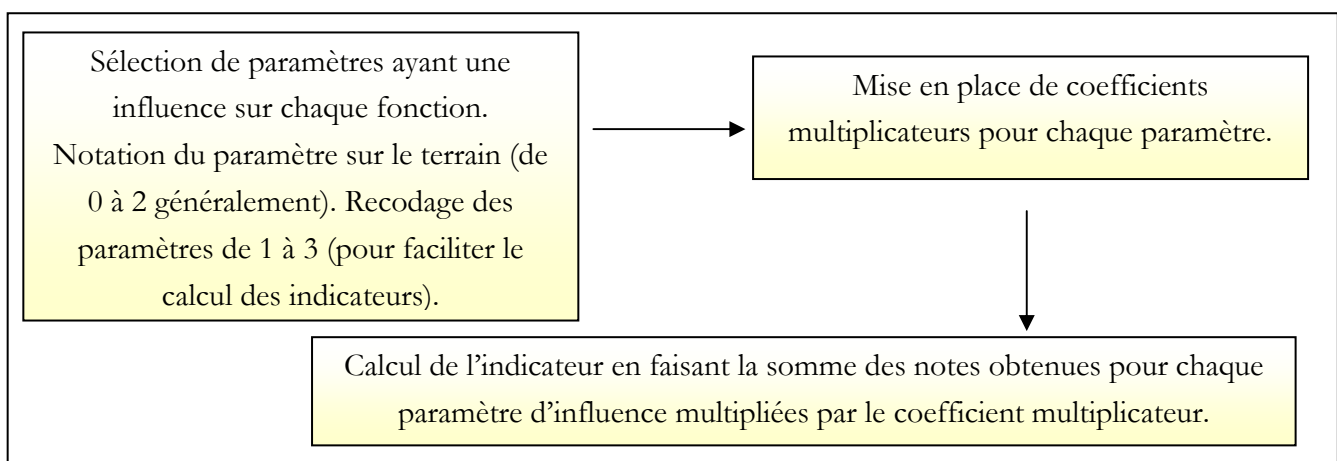 Sélection de paramètres ayant une
influence sur chaque fonction.
Notation du paramètre sur le terrain (de
0 à 2 généralement). Recodage des
paramètres de 1 à 3 (pour faciliter le
calcul des indicateurs).
Mise en place de coefficients
multiplicateurs pour chaque paramètre.
Calcul de l’indicateur en faisant la somme des notes obtenues pour chaque
paramètre d’influence multipliées par le coefficient multiplicateur.